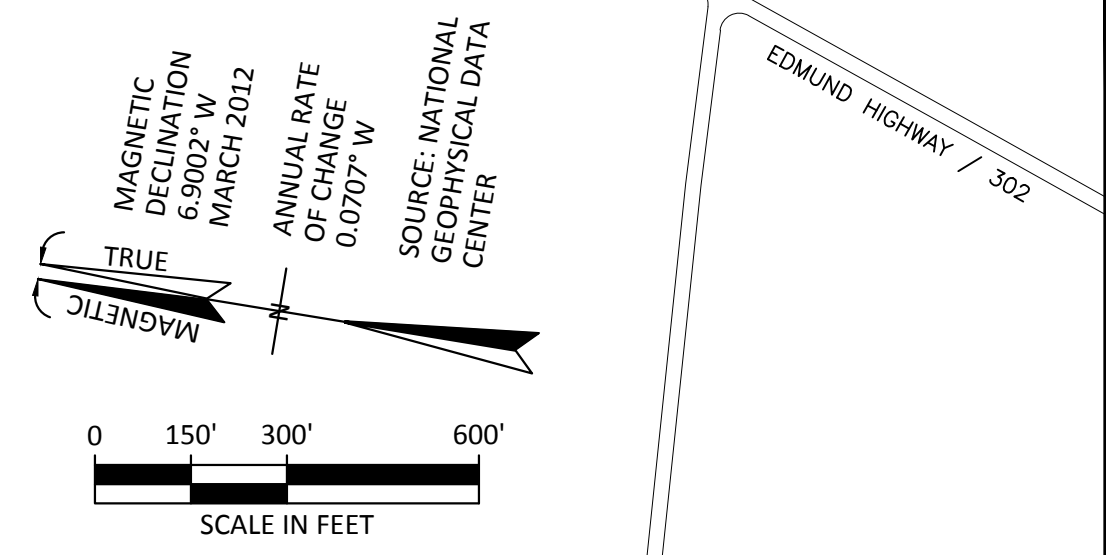 MAGNETIC
DECLINATION
6.9002° W
MARCH 2012
ANNUAL RATE
OF CHANGE
0.0707° W
SOURCE: NATIONAL
GEOPHYSICAL DATA
CENTER
TRUE
MAGNETIC
N
0 150' 300' 600'
SCALE IN FEET
EDMUND HIGHWAY / 302